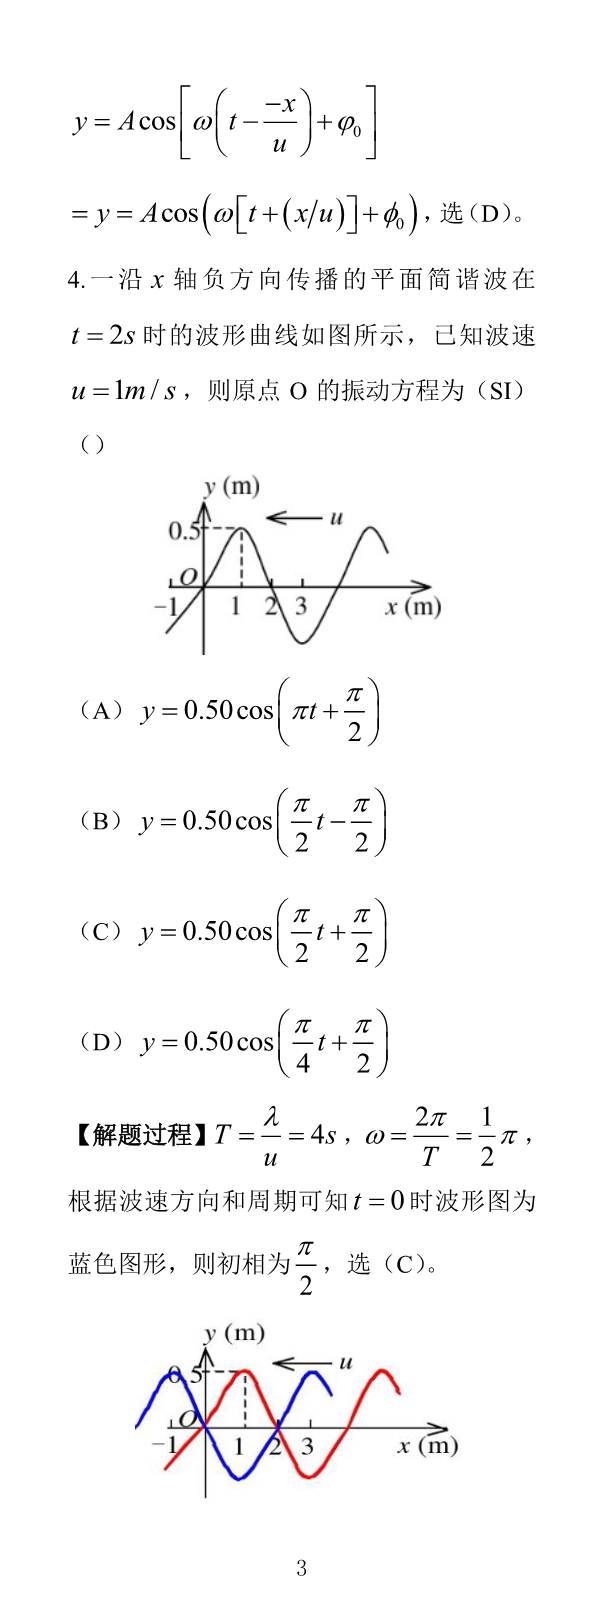 y = A cos[ω(t − −x/u) + φ₀]
= y = A cos(ω[t + (x/u)] + ϕ₀)，选（D）。
4.一沿 x 轴负方向传播的平面简谐波在
t = 2s 时的波形曲线如图所示，已知波速
u = 1m / s，则原点 O 的振动方程为（SI）
（）
y (m)
u
0.5
O
−1 1 2 3 x (m)
（A）y = 0.50cos(πt + π/2)
（B）y = 0.50cos(π/2 t − π/2)
（C）y = 0.50cos(π/2 t + π/2)
（D）y = 0.50cos(π/4 t + π/2)
【解题过程】T = λ/u = 4s，ω = 2π/T = 1/2 π，
根据波速方向和周期可知 t = 0 时波形图为
蓝色图形，则初相为 π/2，选（C）。
y (m)
u
0.5
O
−1 1 2 3 x (m)
3